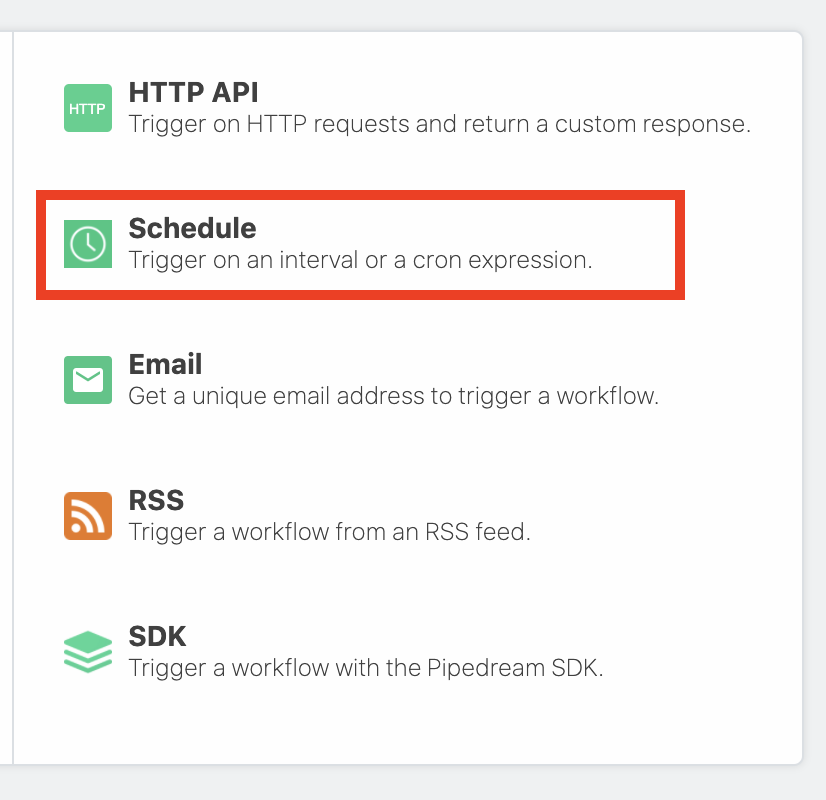 HTTP API
HTTP
Trigger on HTTP requests and return a custom response.
Schedule
Trigger on an interval or a cron expression.
Email
Get a unique email address to trigger a workflow.
RSS
Trigger a workflow from an RSS feed.
SDK
Trigger a workflow with the Pipedream SDK.